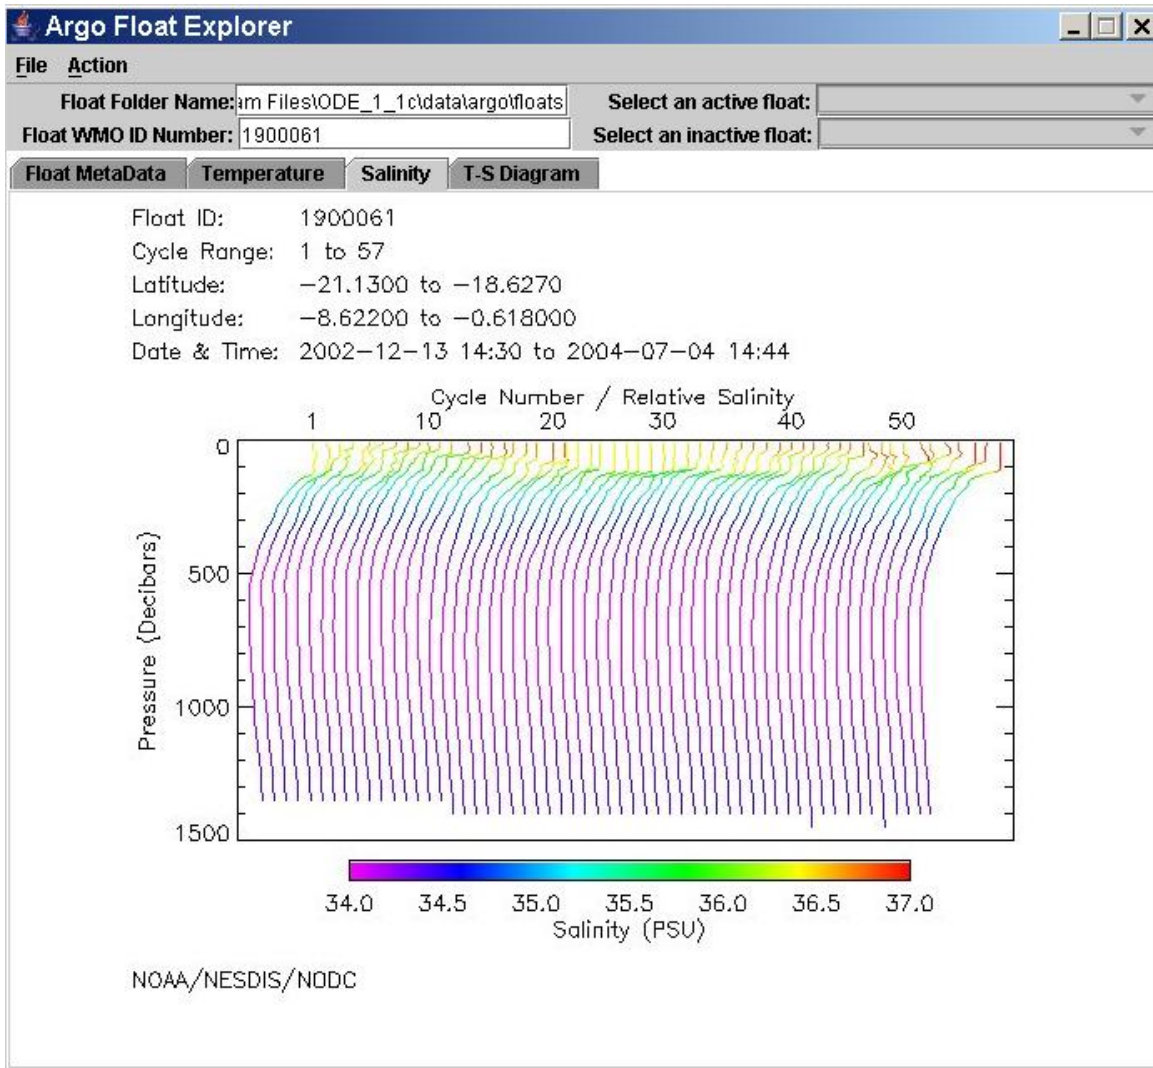 Argo Float Explorer
File Action
Float Folder Name: am Files\ODE_1_1c\data\argo\floats Select an active float:
Float WMO ID Number: 1900061 Select an inactive float:
Float MetaData Temperature Salinity T-S Diagram
Float ID: 1900061
Cycle Range: 1 to 57
Latitude: -21.1300 to -18.6270
Longitude: -8.62200 to -0.618000
Date & Time: 2002-12-13 14:30 to 2004-07-04 14:44
Cycle Number / Relative Salinity
1 10 20 30 40 50
0
500
1000
1500
Pressure (Decibars)
34.0 34.5 35.0 35.5 36.0 36.5 37.0
Salinity (PSU)
NOAA/NESDIS/NODC